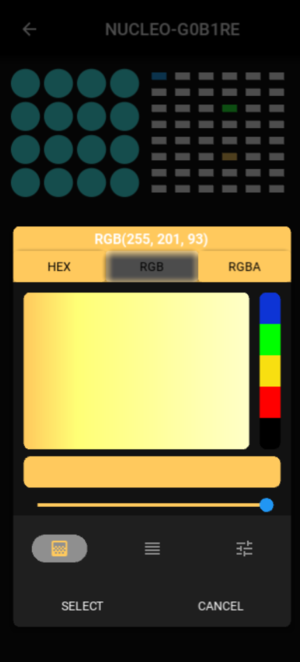 NUCLEO-G0B1RE
RGB(255, 201, 93)
HEX RGB RGBA
SELECT CANCEL